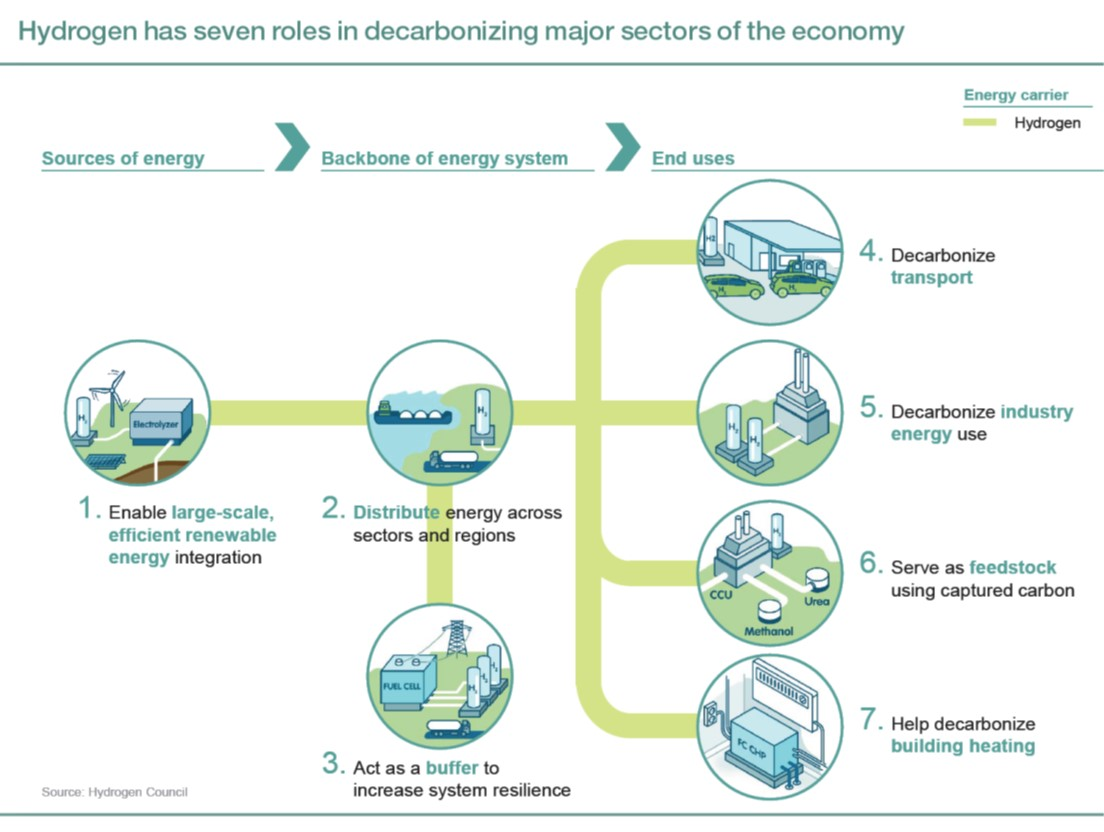 Hydrogen has seven roles in decarbonizing major sectors of the economy
Energy carrier
Hydrogen
Sources of energy
Backbone of energy system
End uses
H2
Electrolyzer
1. Enable large-scale,
efficient renewable
energy integration
H2
2. Distribute energy across
sectors and regions
FUEL CELL
H2
H2
H2
3. Act as a buffer to
increase system resilience
H2
H2
H2
4. Decarbonize
transport
H2
H2
5. Decarbonize industry
energy use
H2
CCU
Urea
Methanol
6. Serve as feedstock
using captured carbon
FC CHP
7. Help decarbonize
building heating
Source: Hydrogen Council